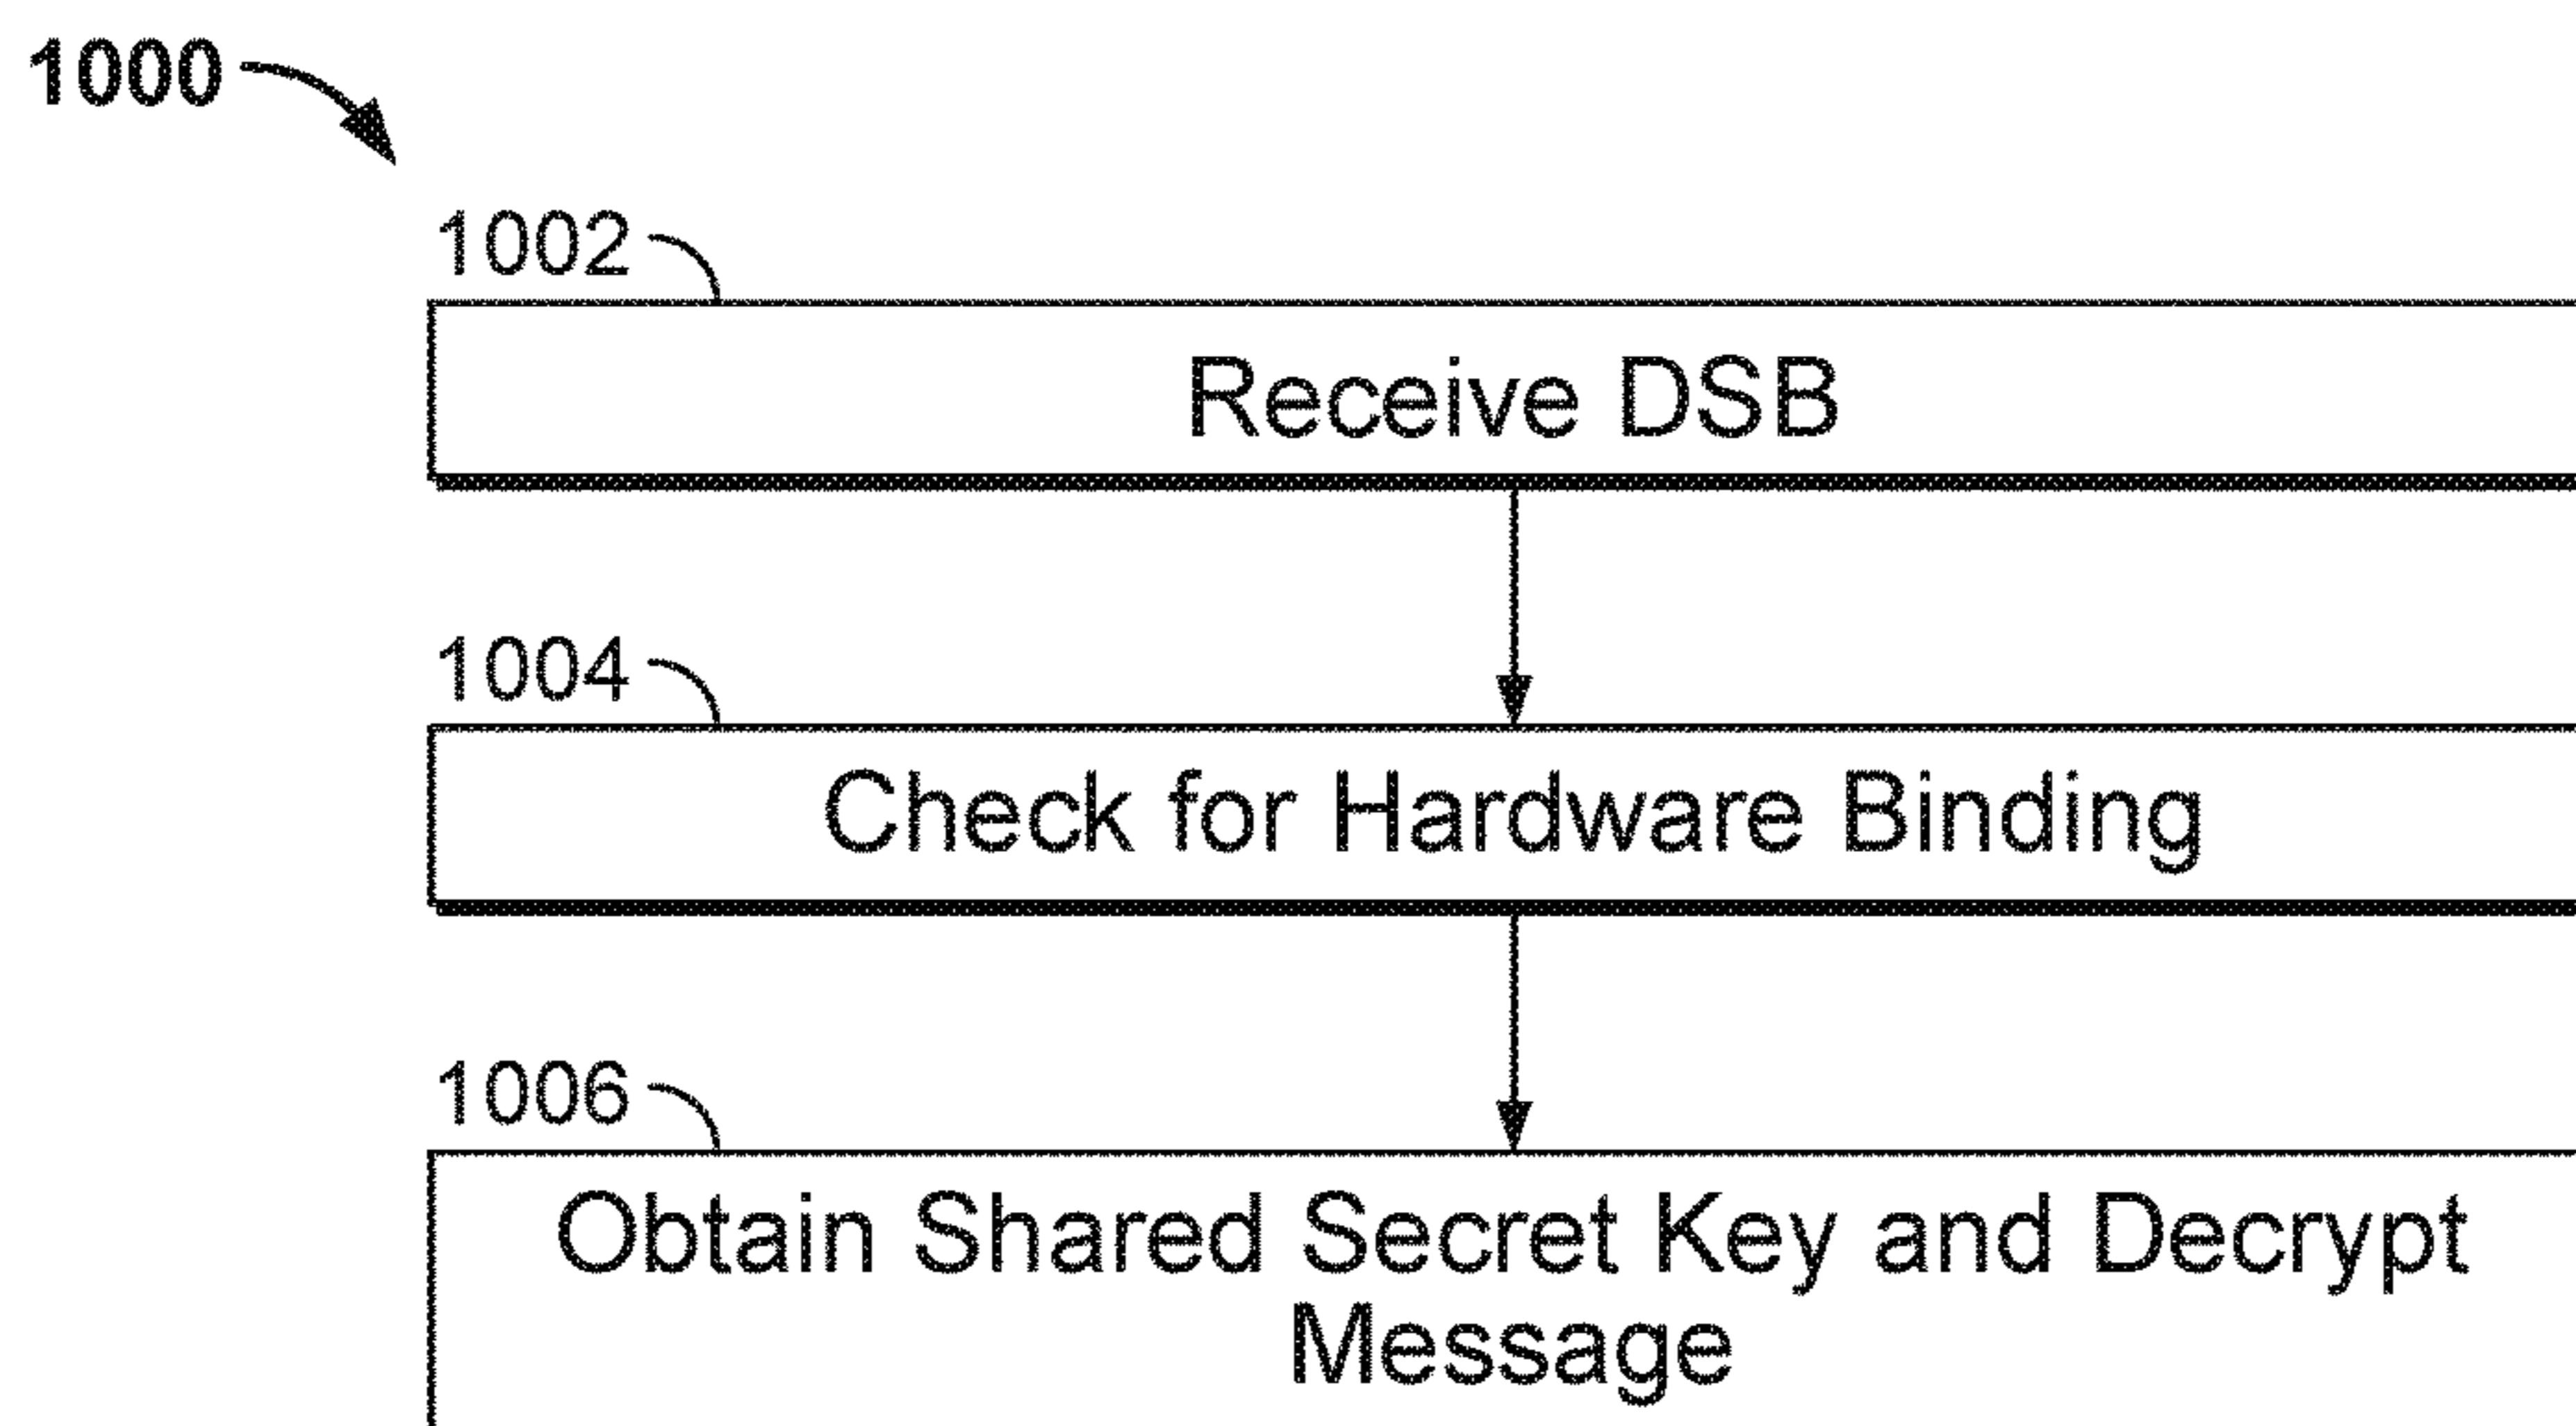 1000
1002
Receive DSB
1004
Check for Hardware Binding
1006
Obtain Shared Secret Key and Decrypt
Message